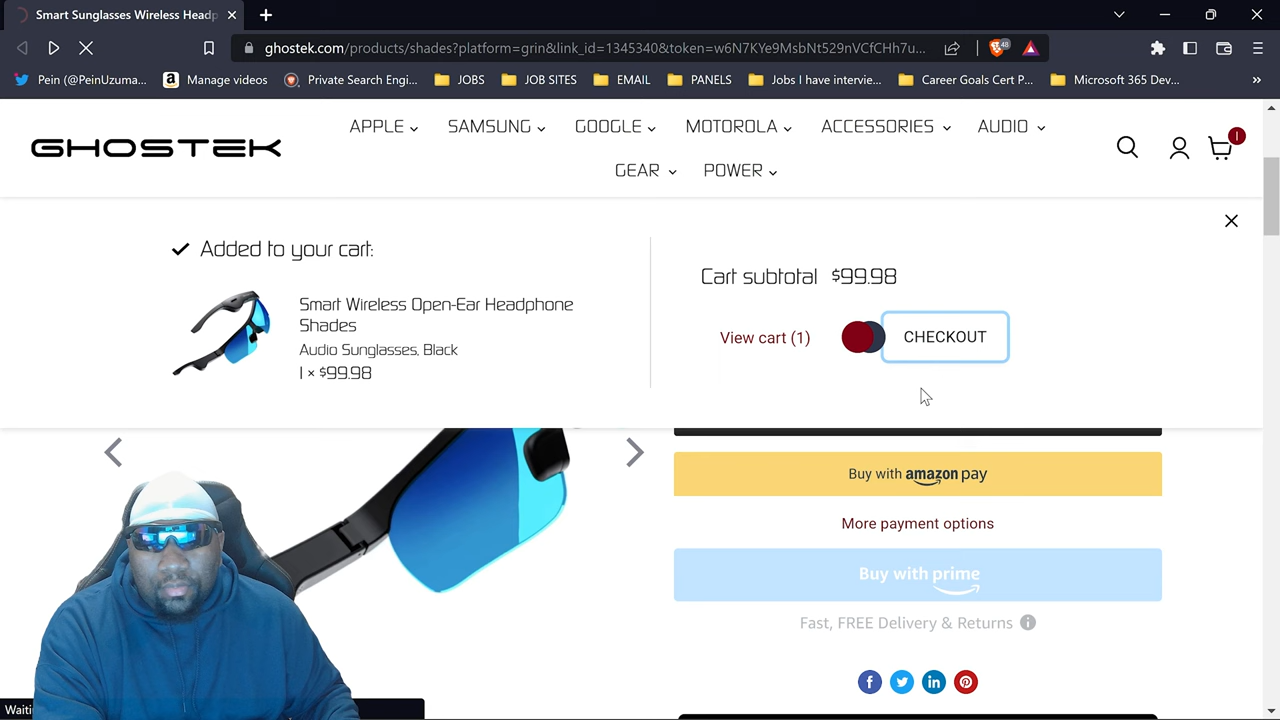 Smart Sunglasses Wireless Headp
ghostek.com/products/shades?platform=grin&link_id=1345340&token=w6N7KYe9MsbNt529nVCfCHh7u...
48
Pein (@PeinUzuma...
Manage videos
Private Search Engi...
JOBS
JOB SITES
EMAIL
PANELS
Jobs I have intervie...
Career Goals Cert P...
Microsoft 365 Dev...
»
GHOSTEK
APPLE
SAMSUNG
GOOGLE
MOTOROLA
ACCESSORIES
AUDIO
GEAR
POWER
1
Added to your cart:
Smart Wireless Open-Ear Headphone
Shades
Audio Sunglasses, Black
1 × $99.98
Cart subtotal $99.98
View cart (1)
CHECKOUT
Buy with amazon pay
More payment options
Buy with prime
Fast, FREE Delivery & Returns
Waitin